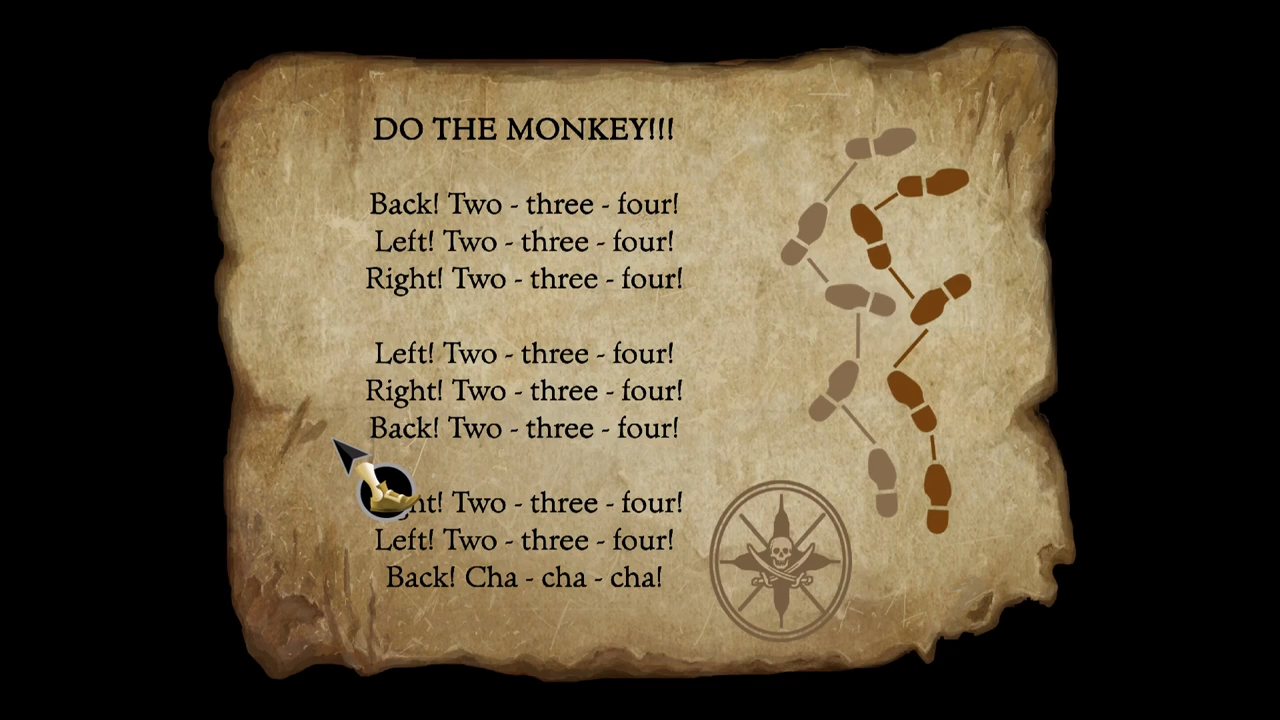 DO THE MONKEY!!!
Back! Two - three - four!
Left! Two - three - four!
Right! Two - three - four!
Left! Two - three - four!
Right! Two - three - four!
Back! Two - three - four!
Two - three - four!
Left! Two - three - four!
Back! Cha - cha - cha!